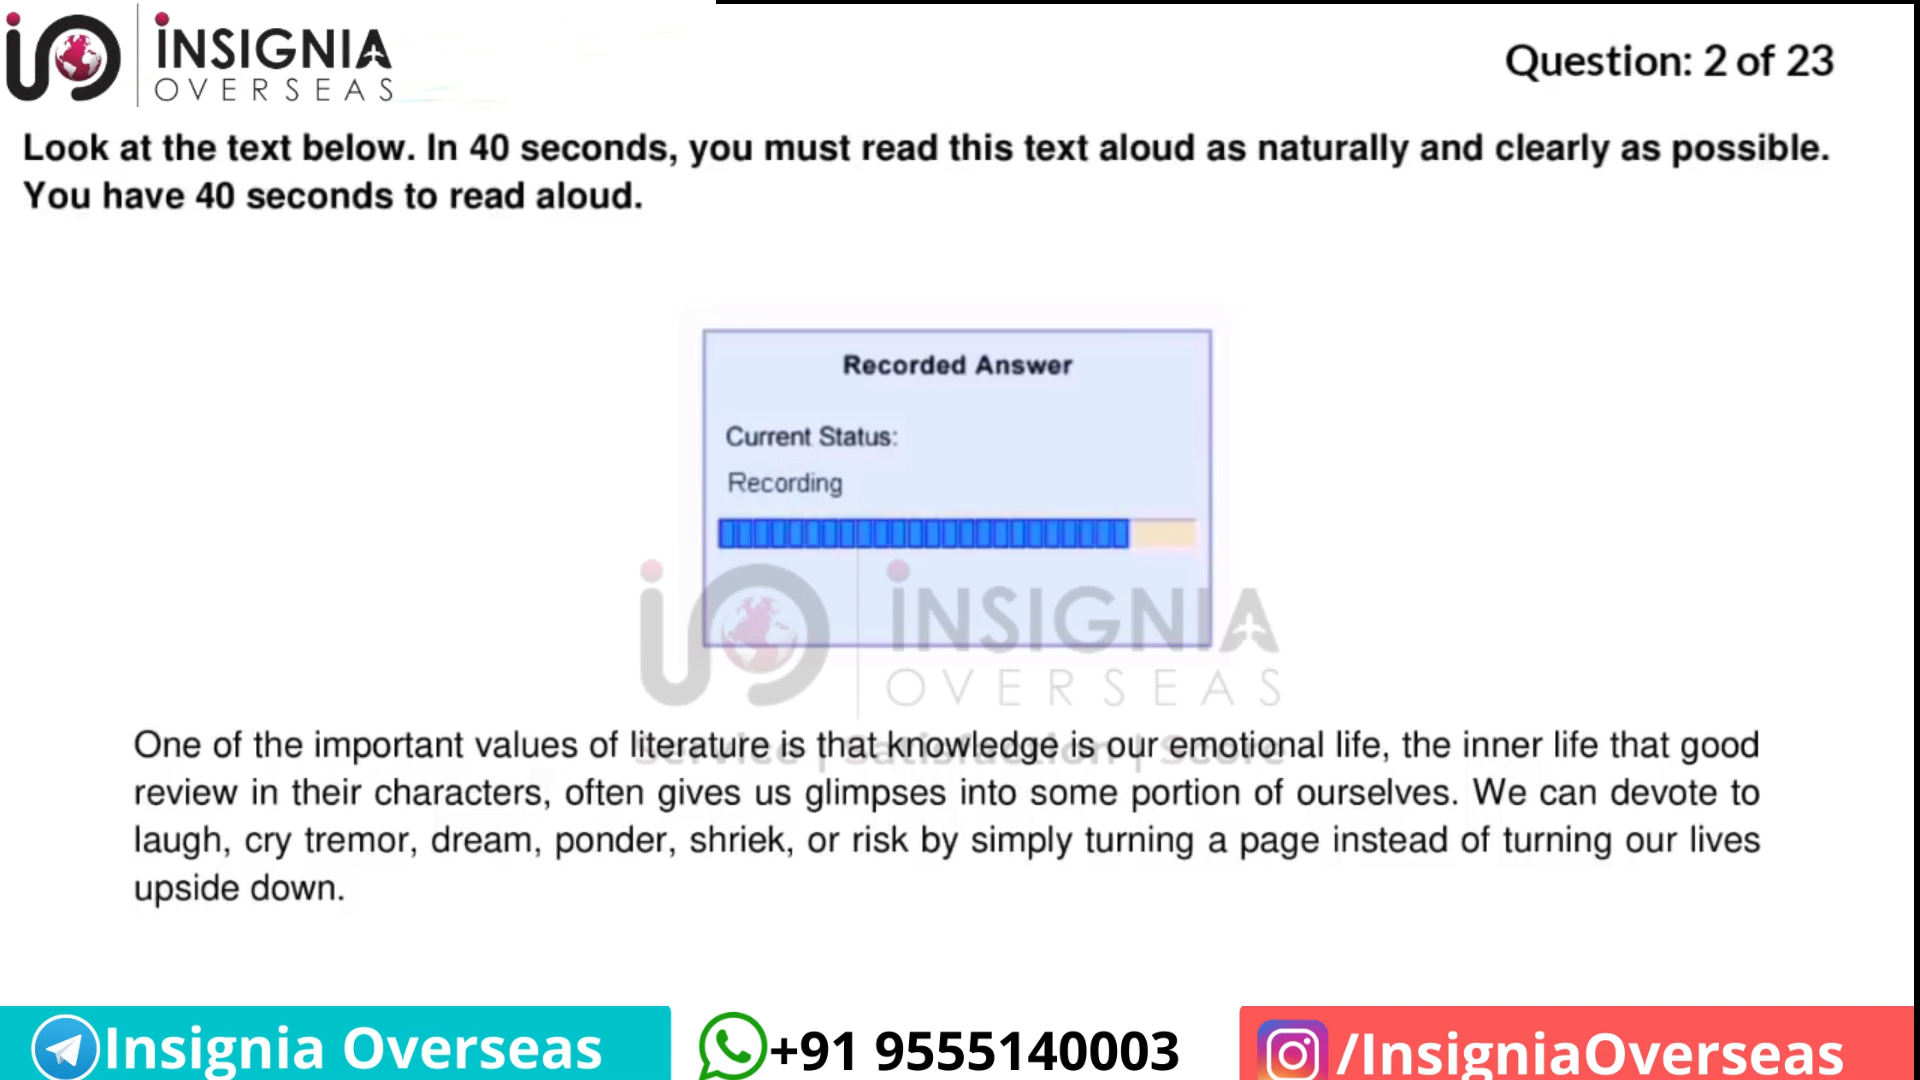 INSIGNIA
OVERSEAS
Question: 2 of 23
Look at the text below. In 40 seconds, you must read this text aloud as naturally and clearly as possible.
You have 40 seconds to read aloud.
Recorded Answer
Current Status:
Recording
INSIGNIA
OVERSEAS
Service | Satisfaction | Score
One of the important values of literature is that knowledge is our emotional life, the inner life that good
review in their characters, often gives us glimpses into some portion of ourselves. We can devote to
laugh, cry tremor, dream, ponder, shriek, or risk by simply turning a page instead of turning our lives
upside down.
Insignia Overseas
+91 9555140003
/InsigniaOverseas